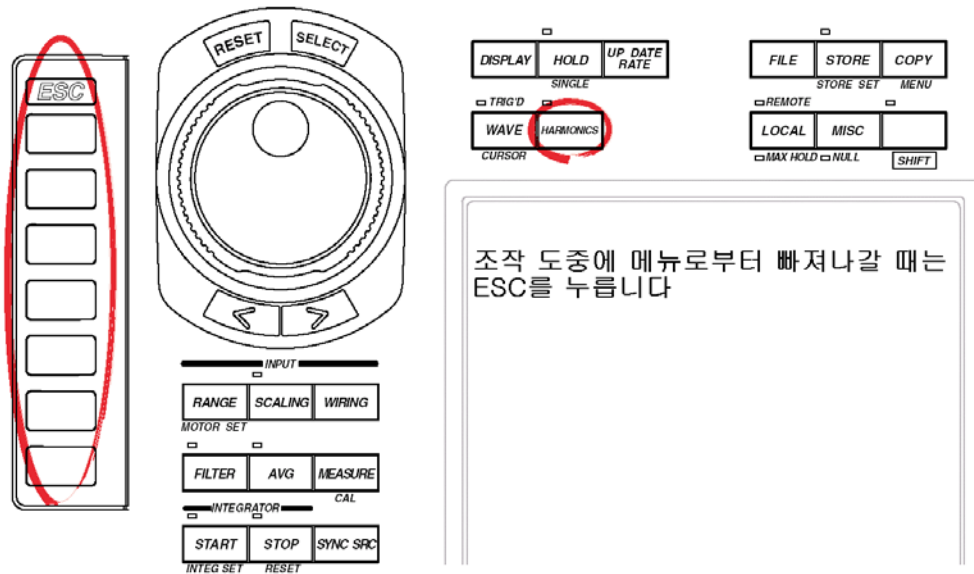 ESC
RESET
SELECT
<
>
INPUT
RANGE SCALING WIRING
MOTOR SET
FILTER AVG MEASURE
CAL
INTEGRATOR
START STOP SYNC SRC
INTEG SET RESET
DISPLAY HOLD UP DATE RATE
SINGLE
TRIG'D
WAVE HARMONICS
CURSOR
FILE STORE COPY
STORE SET MENU
REMOTE
LOCAL MISC
MAX HOLD NULL SHIFT
조작 도중에 메뉴로부터 빠져나갈 때는
ESC를 누릅니다